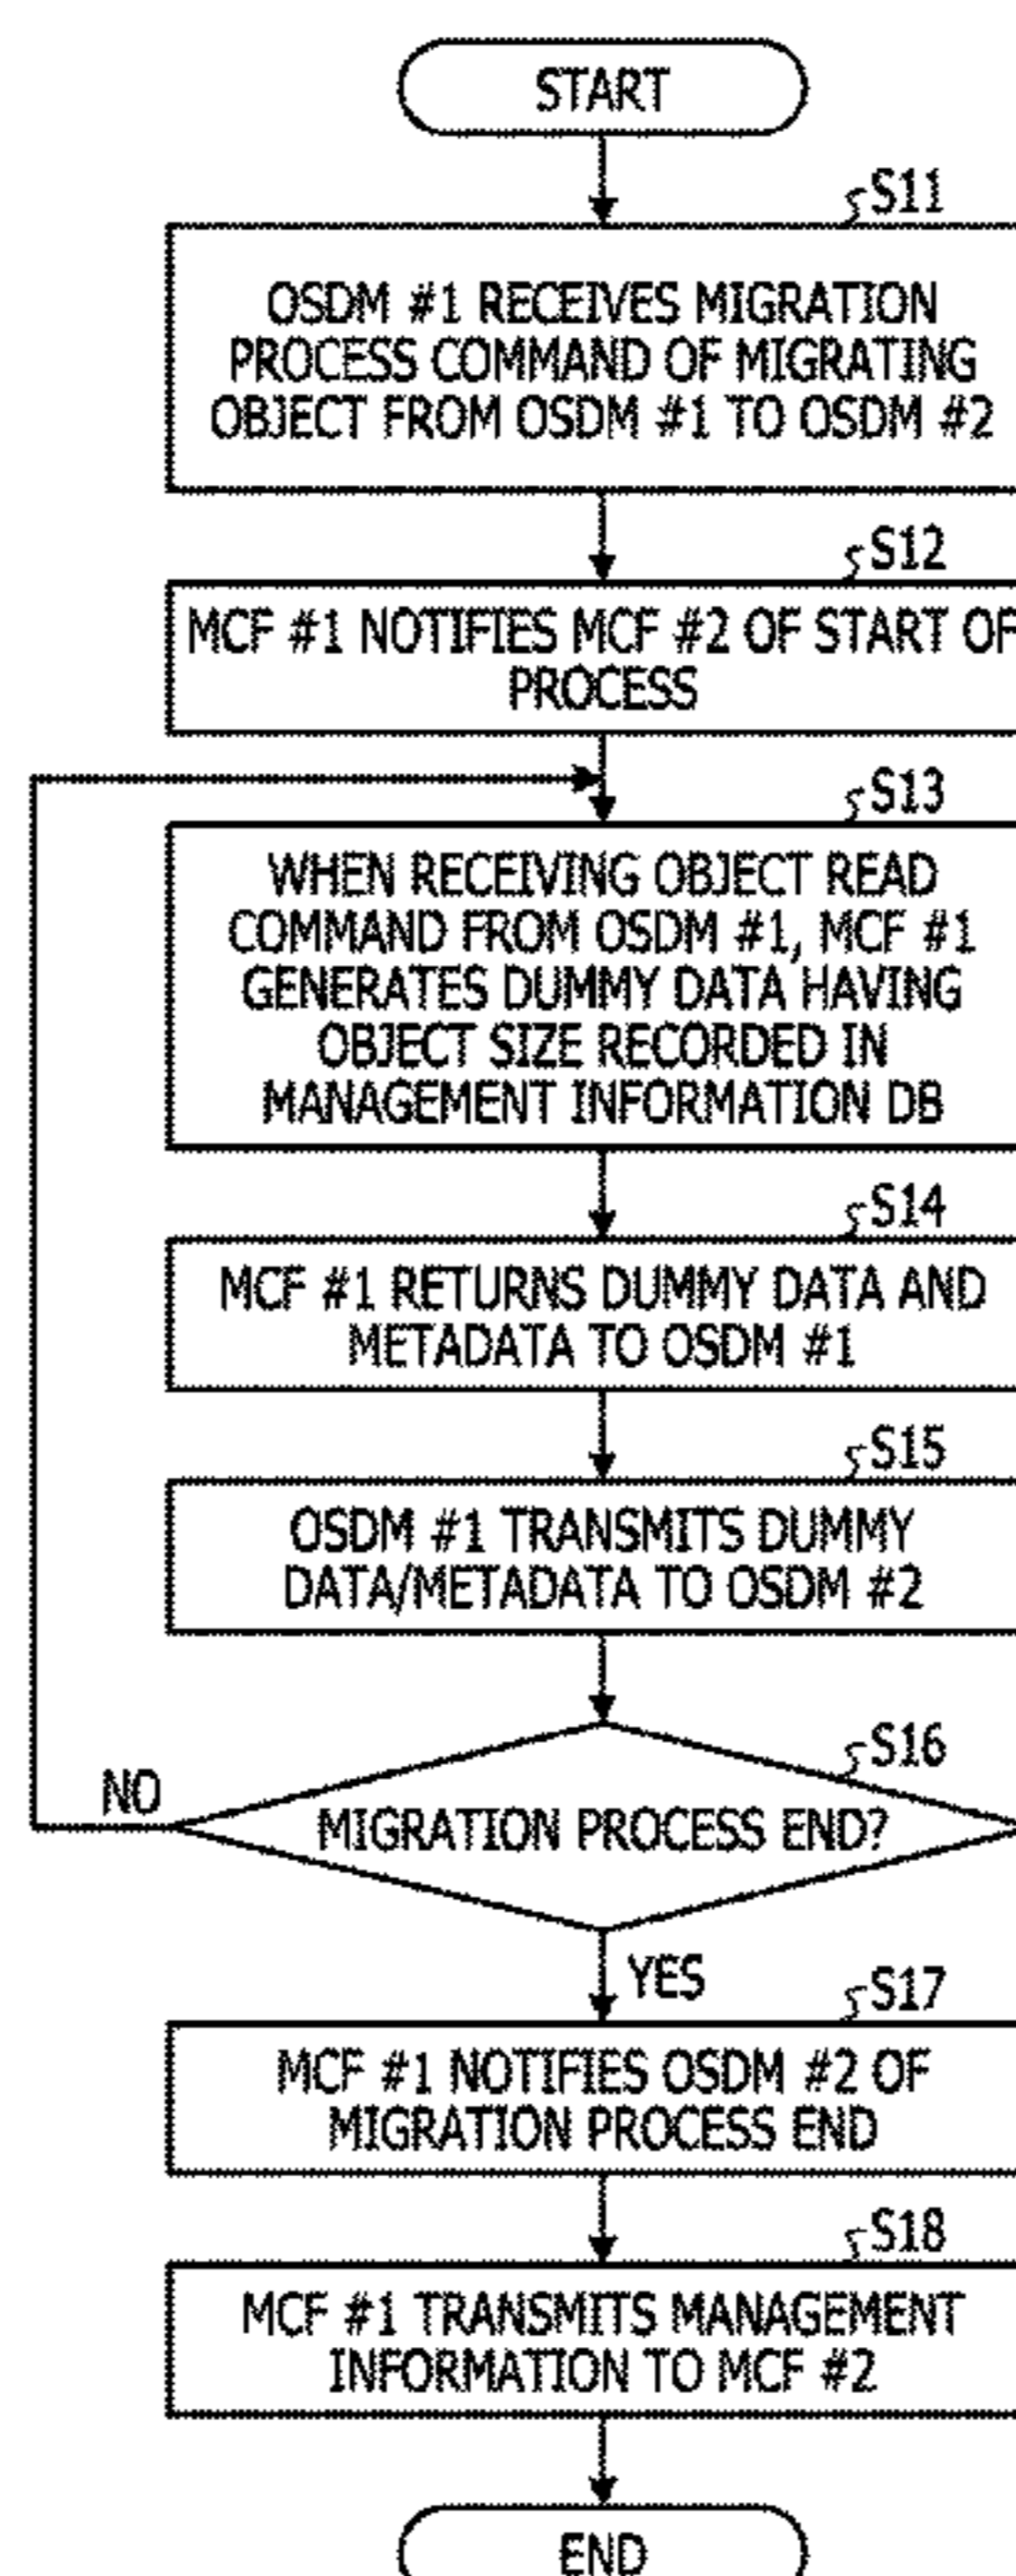 START
S11
OSDM #1 RECEIVES MIGRATION
PROCESS COMMAND OF MIGRATING
OBJECT FROM OSDM #1 TO OSDM #2
S12
MCF #1 NOTIFIES MCF #2 OF START OF
PROCESS
S13
WHEN RECEIVING OBJECT READ
COMMAND FROM OSDM #1, MCF #1
GENERATES DUMMY DATA HAVING
OBJECT SIZE RECORDED IN
MANAGEMENT INFORMATION DB
S14
MCF #1 RETURNS DUMMY DATA AND
METADATA TO OSDM #1
S15
OSDM #1 TRANSMITS DUMMY
DATA/METADATA TO OSDM #2
S16
NO
MIGRATION PROCESS END?
YES
S17
MCF #1 NOTIFIES OSDM #2 OF
MIGRATION PROCESS END
S18
MCF #1 TRANSMITS MANAGEMENT
INFORMATION TO MCF #2
END